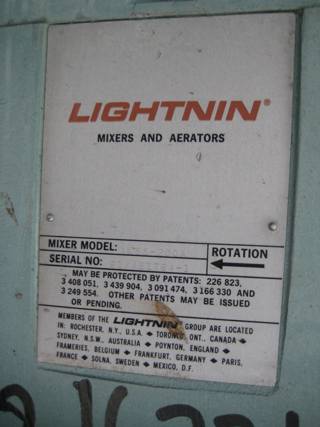 LIGHTNIN®
MIXERS AND AERATORS
MIXER MODEL:
SERIAL NO:
ROTATION
MAY BE PROTECTED BY PATENTS: 226 823,
3 408 051, 3 439 904, 3 091 474, 3 166 330 AND
3 249 554. OTHER PATENTS MAY BE ISSUED
OR PENDING.
MEMBERS OF THE LIGHTNIN GROUP ARE LOCATED
IN: ROCHESTER, N.Y., U.S.A. TORONTO, ONT., CANADA
SYDNEY, N.S.W., AUSTRALIA POYNTON, ENGLAND
FRAMERIES, BELGIUM FRANKFURT, GERMANY PARIS,
FRANCE SOLNA, SWEDEN MEXICO, D.F.